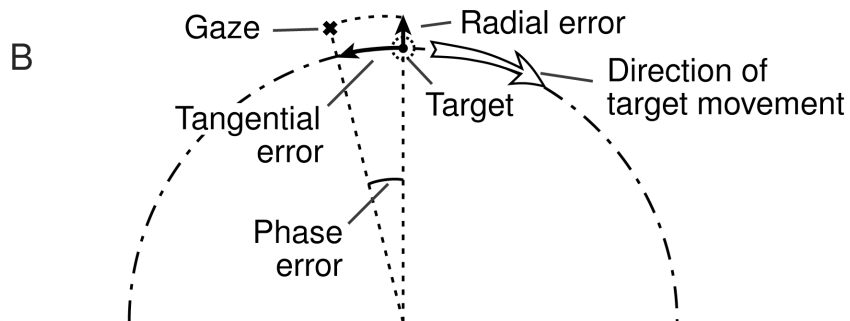 B
Gaze
Radial error
Direction of
target movement
Target
Tangential
error
Phase
error